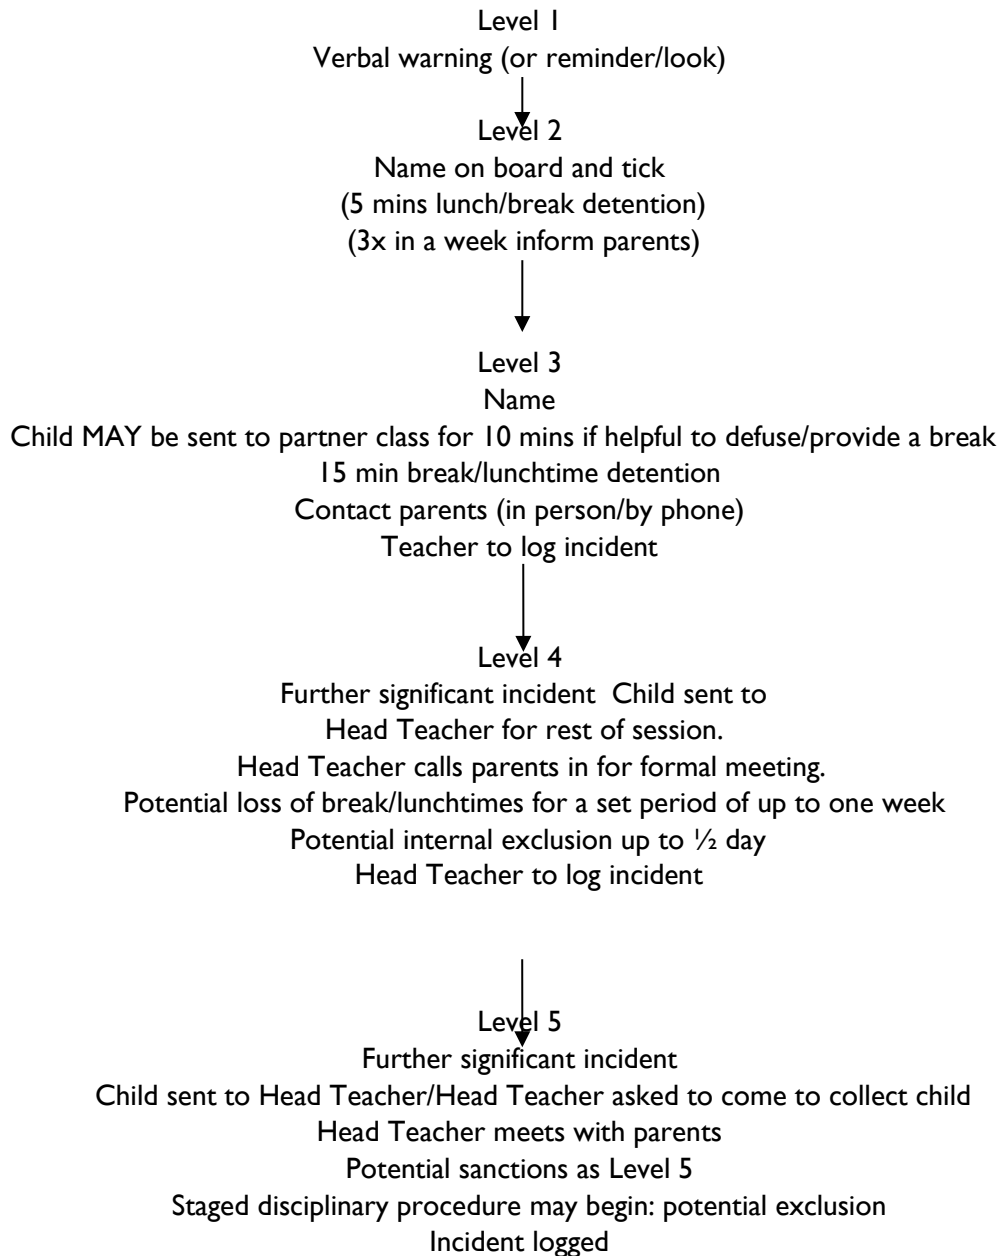 Level 1
Verbal warning (or reminder/look)
Level 2
Name on board and tick
(5 mins lunch/break detention)
(3x in a week inform parents)
Level 3
Name
Child MAY be sent to partner class for 10 mins if helpful to defuse/provide a break
15 min break/lunchtime detention
Contact parents (in person/by phone)
Teacher to log incident
Level 4
Further significant incident  Child sent to
Head Teacher for rest of session.
Head Teacher calls parents in for formal meeting.
Potential loss of break/lunchtimes for a set period of up to one week
Potential internal exclusion up to ½ day
Head Teacher to log incident
Level 5
Further significant incident
Child sent to Head Teacher/Head Teacher asked to come to collect child
Head Teacher meets with parents
Potential sanctions as Level 5
Staged disciplinary procedure may begin: potential exclusion
Incident logged